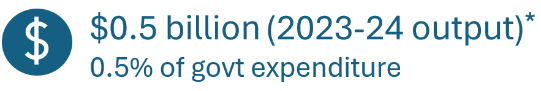 $
$0.5 billion (2023-24 output)*
0.5% of govt expenditure